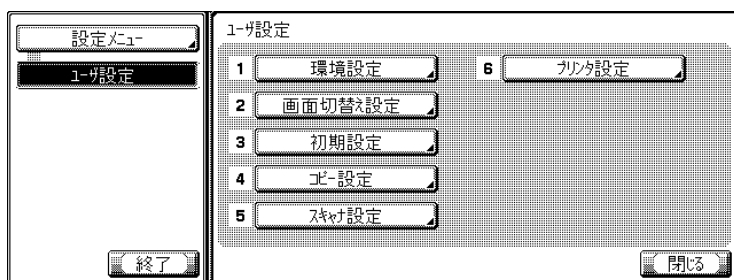 設定ﾒﾆｭｰ
ﾕｰｻﾞ設定
終了
ﾕｰｻﾞ設定
1 環境設定
2 画面切替え設定
3 初期設定
4 ｺﾋﾟｰ設定
5 ｽｷｬﾅ設定
6 ﾌﾟﾘﾝﾀ設定
閉じる